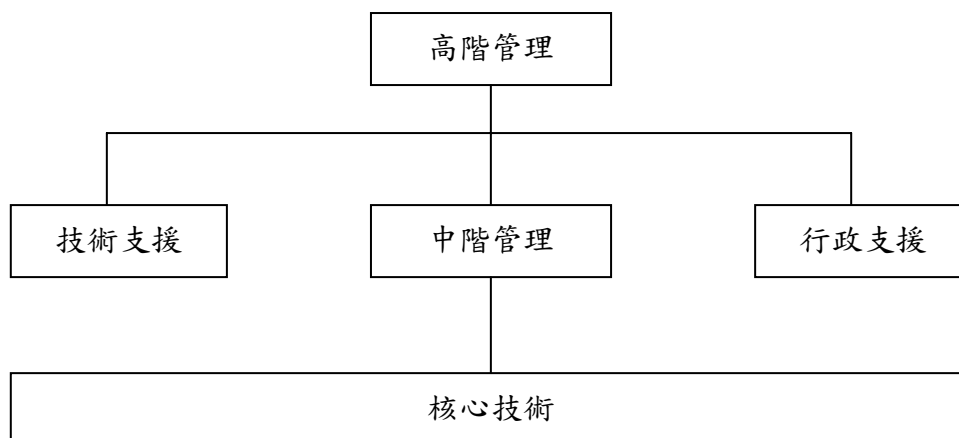 高階管理
技術支援
中階管理
行政支援
核心技術